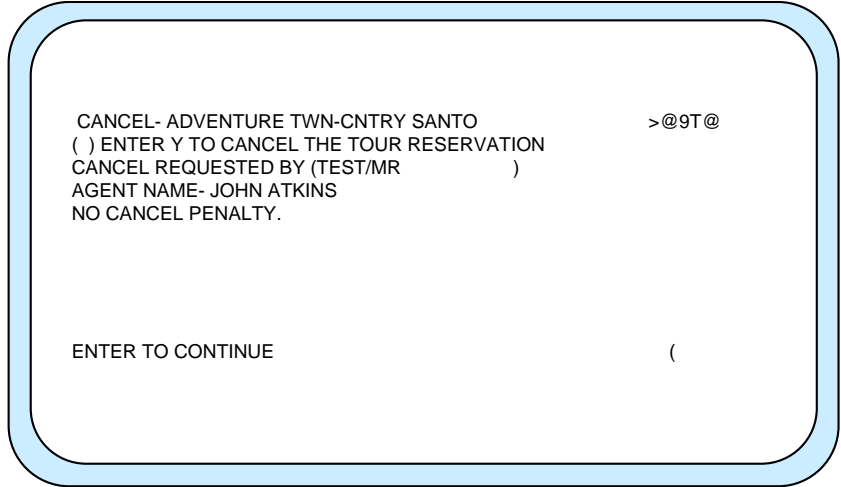 CANCEL- ADVENTURE TWN-CNTRY SANTO >@9T@
( ) ENTER Y TO CANCEL THE TOUR RESERVATION
CANCEL REQUESTED BY (TEST/MR )
AGENT NAME- JOHN ATKINS
NO CANCEL PENALTY.
ENTER TO CONTINUE (